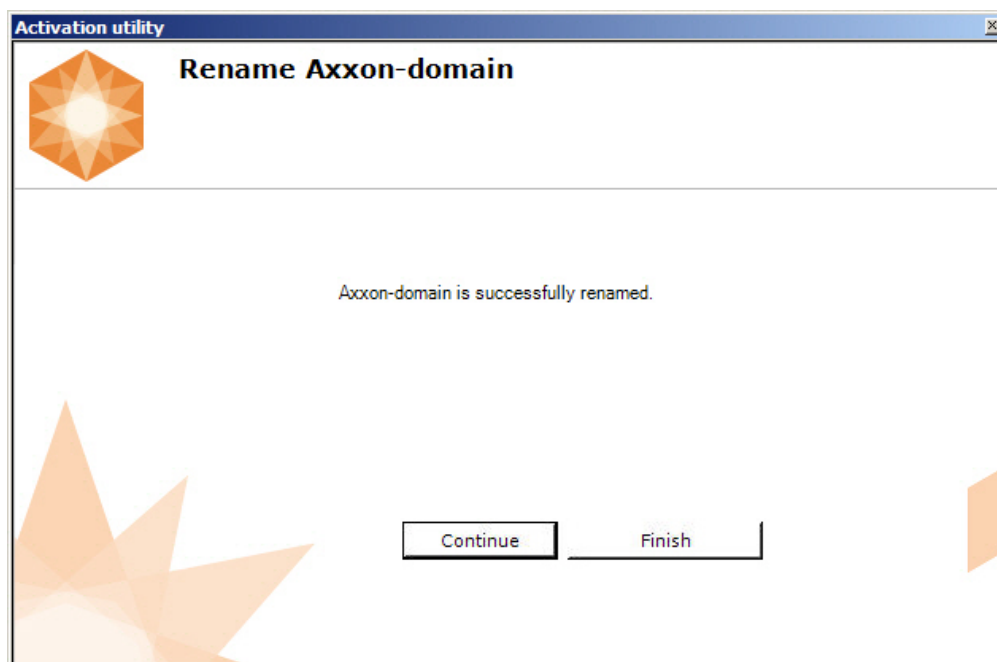 Activation utility
Rename Axxon-domain
Axxon-domain is successfully renamed.
Continue
Finish